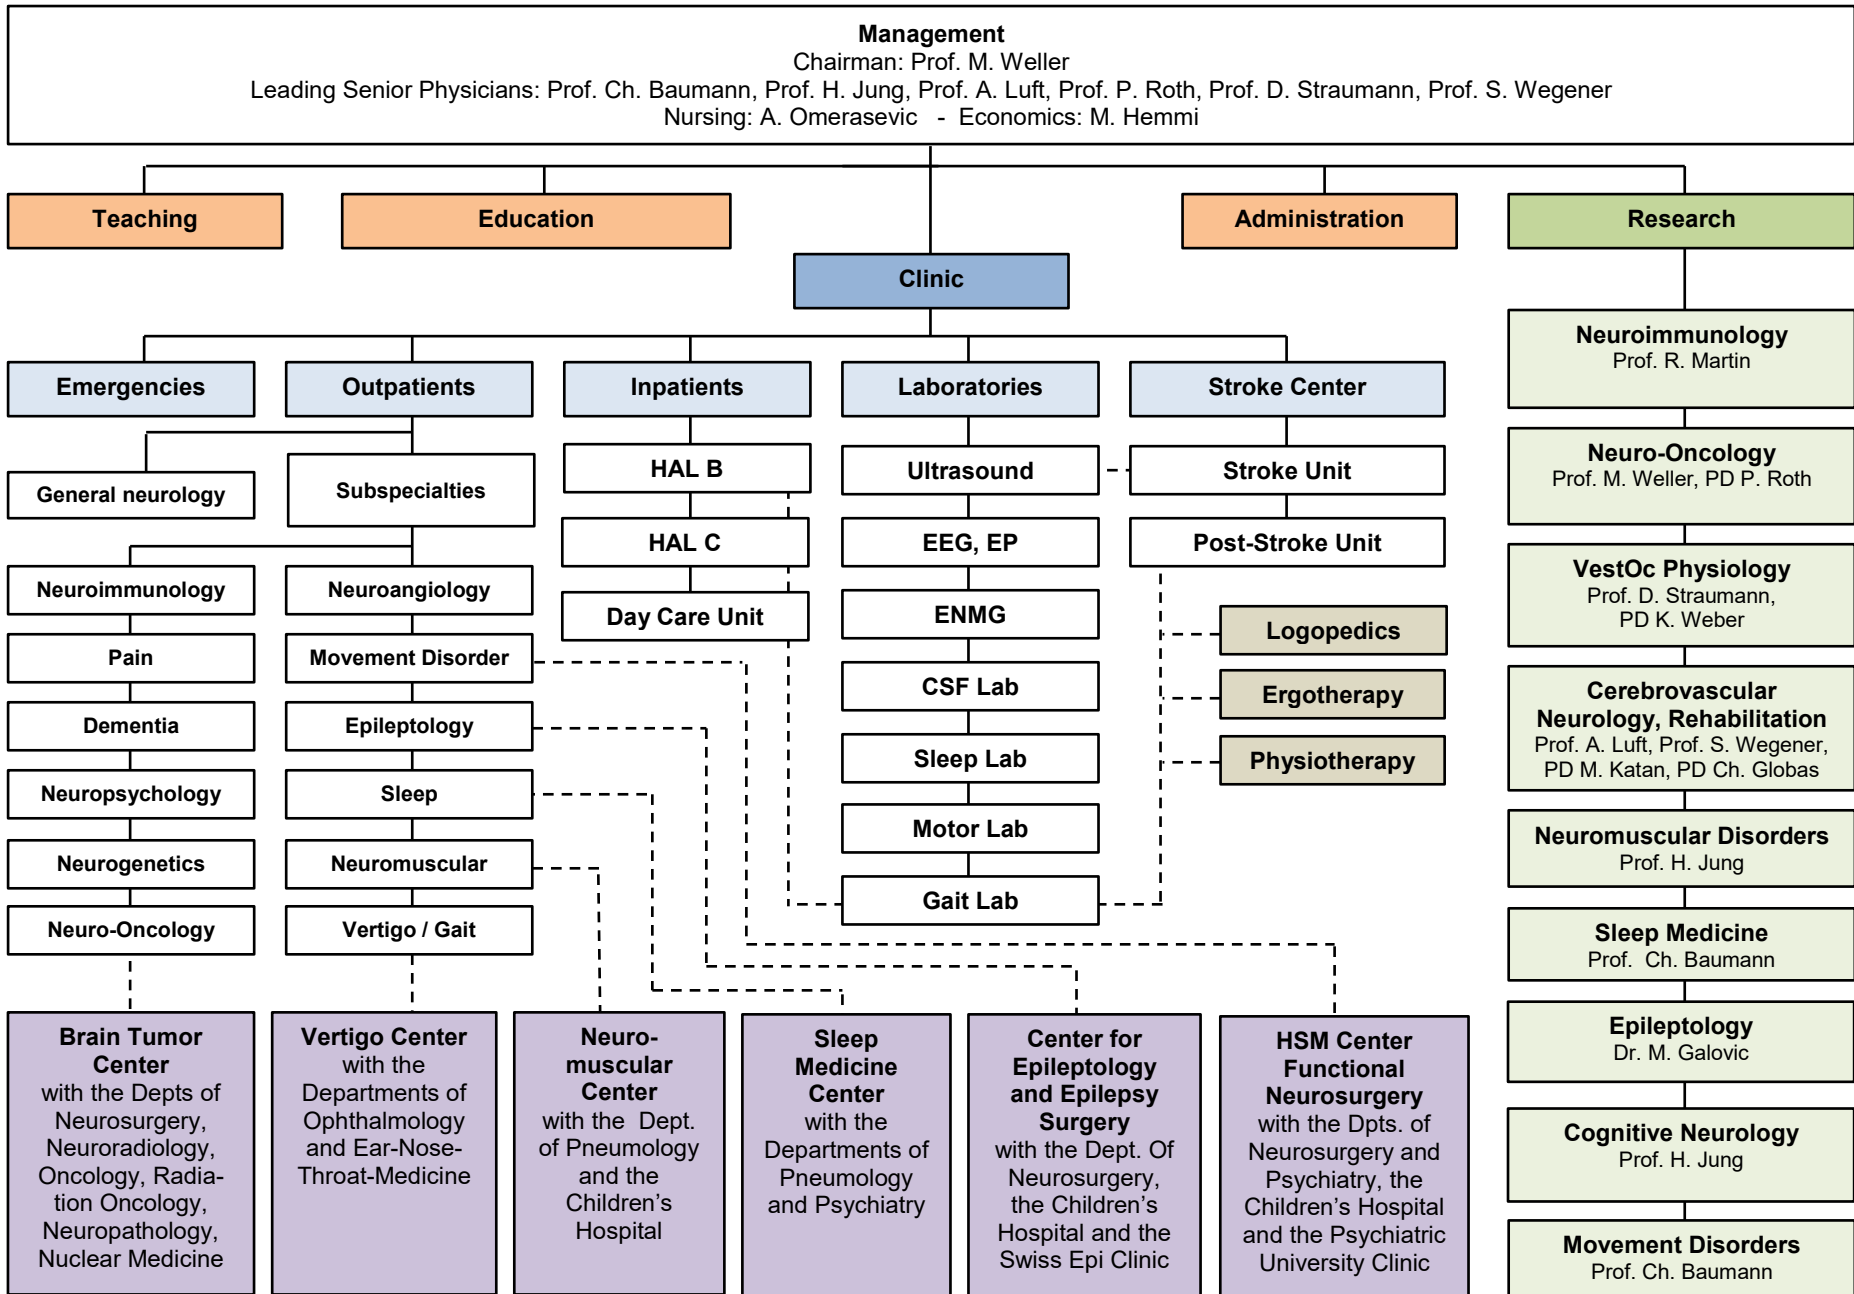 Management
Chairman: Prof. M. Weller
Leading Senior Physicians: Prof. Ch. Baumann, Prof. H. Jung, Prof. A. Luft, Prof. P. Roth, Prof. D. Straumann, Prof. S. Wegener
Nursing: A. Omerasevic - Economics: M. Hemmi
Teaching
Education
Administration
Research
Clinic
Emergencies
Outpatients
Inpatients
Laboratories
Stroke Center
General neurology
Subspecialties
Neuroimmunology
Pain
Dementia
Neuropsychology
Neurogenetics
Neuro-Oncology
Neuroangiology
Movement Disorder
Epileptology
Sleep
Neuromuscular
Vertigo / Gait
HAL B
HAL C
Day Care Unit
Ultrasound
EEG, EP
ENMG
CSF Lab
Sleep Lab
Motor Lab
Gait Lab
Stroke Unit
Post-Stroke Unit
Logopedics
Ergotherapy
Physiotherapy
Brain Tumor
Center
with the Depts of
Neurosurgery,
Neuroradiology,
Oncology, Radia-
tion Oncology,
Neuropathology,
Nuclear Medicine
Vertigo Center
with the
Departments of
Ophthalmology
and Ear-Nose-
Throat-Medicine
Neuro-
muscular
Center
with the Dept.
of Pneumology
and the
Children’s
Hospital
Sleep
Medicine
Center
with the
Departments of
Pneumology
and Psychiatry
Center for
Epileptology
and Epilepsy
Surgery
with the Dept. Of
Neurosurgery,
the Children’s
Hospital and the
Swiss Epi Clinic
HSM Center
Functional
Neurosurgery
with the Dpts. of
Neurosurgery and
Psychiatry, the
Children’s Hospital
and the Psychiatric
University Clinic
Neuroimmunology
Prof. R. Martin
Neuro-Oncology
Prof. M. Weller, PD P. Roth
VestOc Physiology
Prof. D. Straumann,
PD K. Weber
Cerebrovascular
Neurology, Rehabilitation
Prof. A. Luft, Prof. S. Wegener,
PD M. Katan, PD Ch. Globas
Neuromuscular Disorders
Prof. H. Jung
Sleep Medicine
Prof. Ch. Baumann
Epileptology
Dr. M. Galovic
Cognitive Neurology
Prof. H. Jung
Movement Disorders
Prof. Ch. Baumann